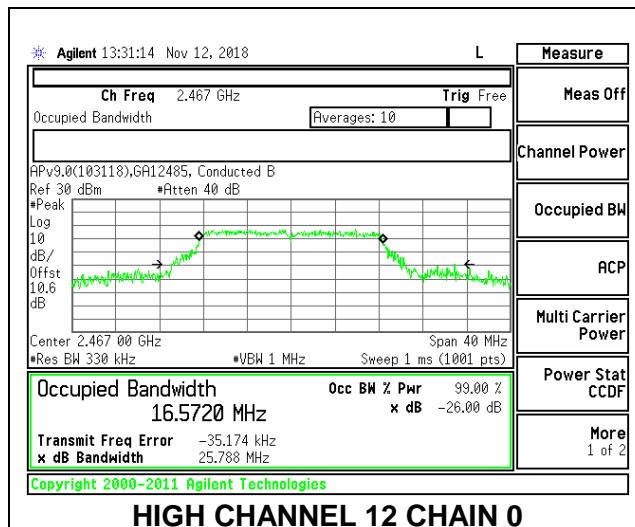 Agilent 13:31:14 Nov 12, 2018 L
Measure
Ch Freq 2.467 GHz Trig Free
Meas Off
Occupied Bandwidth Averages: 10
Channel Power
APv9.0(103118),GA12485, Conducted B
Ref 30 dBm #Atten 40 dB
#Peak
Log
10
dB/
Offst
10.6
dB
Occupied BW
ACP
Multi Carrier
Power
Center 2.467 00 GHz Span 40 MHz
#Res BW 330 kHz #VBW 1 MHz Sweep 1 ms (1001 pts)
Power Stat
CCDF
Occupied Bandwidth Occ BW % Pwr 99.00 %
16.5720 MHz x dB -26.00 dB
Transmit Freq Error -35.174 kHz
x dB Bandwidth 25.788 MHz
More
1 of 2
Copyright 2000-2011 Agilent Technologies
HIGH CHANNEL 12 CHAIN 0